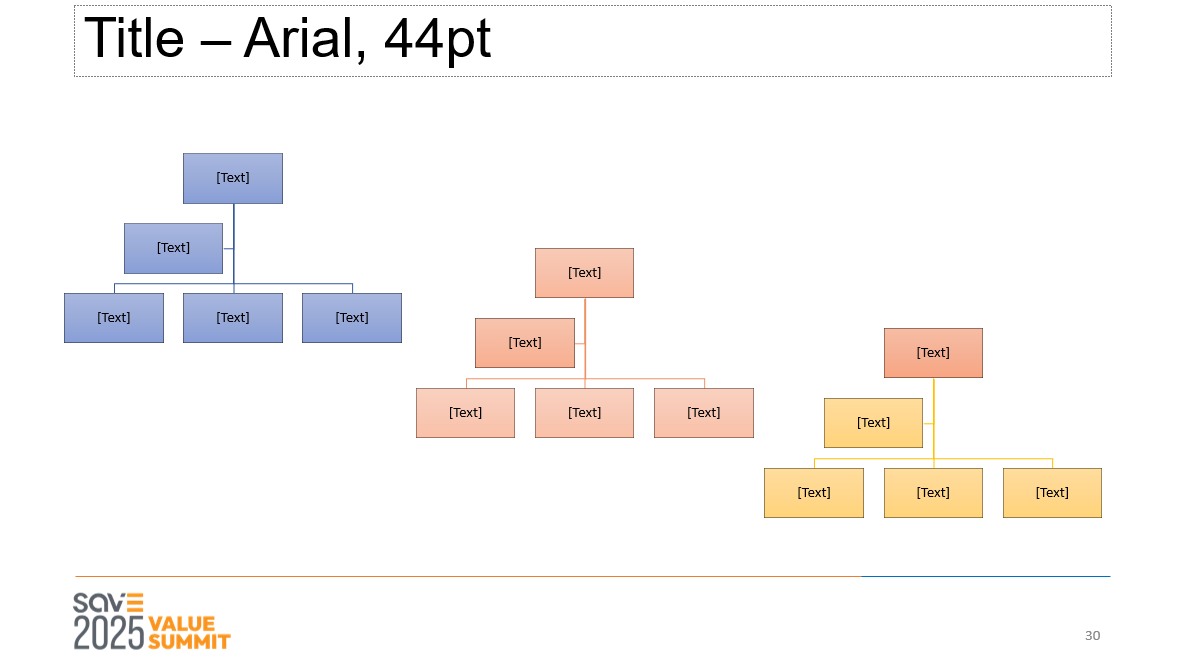 Title – Arial, 44pt
[Text]
[Text]
[Text] [Text] [Text]
[Text]
[Text]
[Text] [Text] [Text]
[Text]
[Text]
[Text] [Text] [Text]
SAVE
2025 VALUE
SUMMIT
30